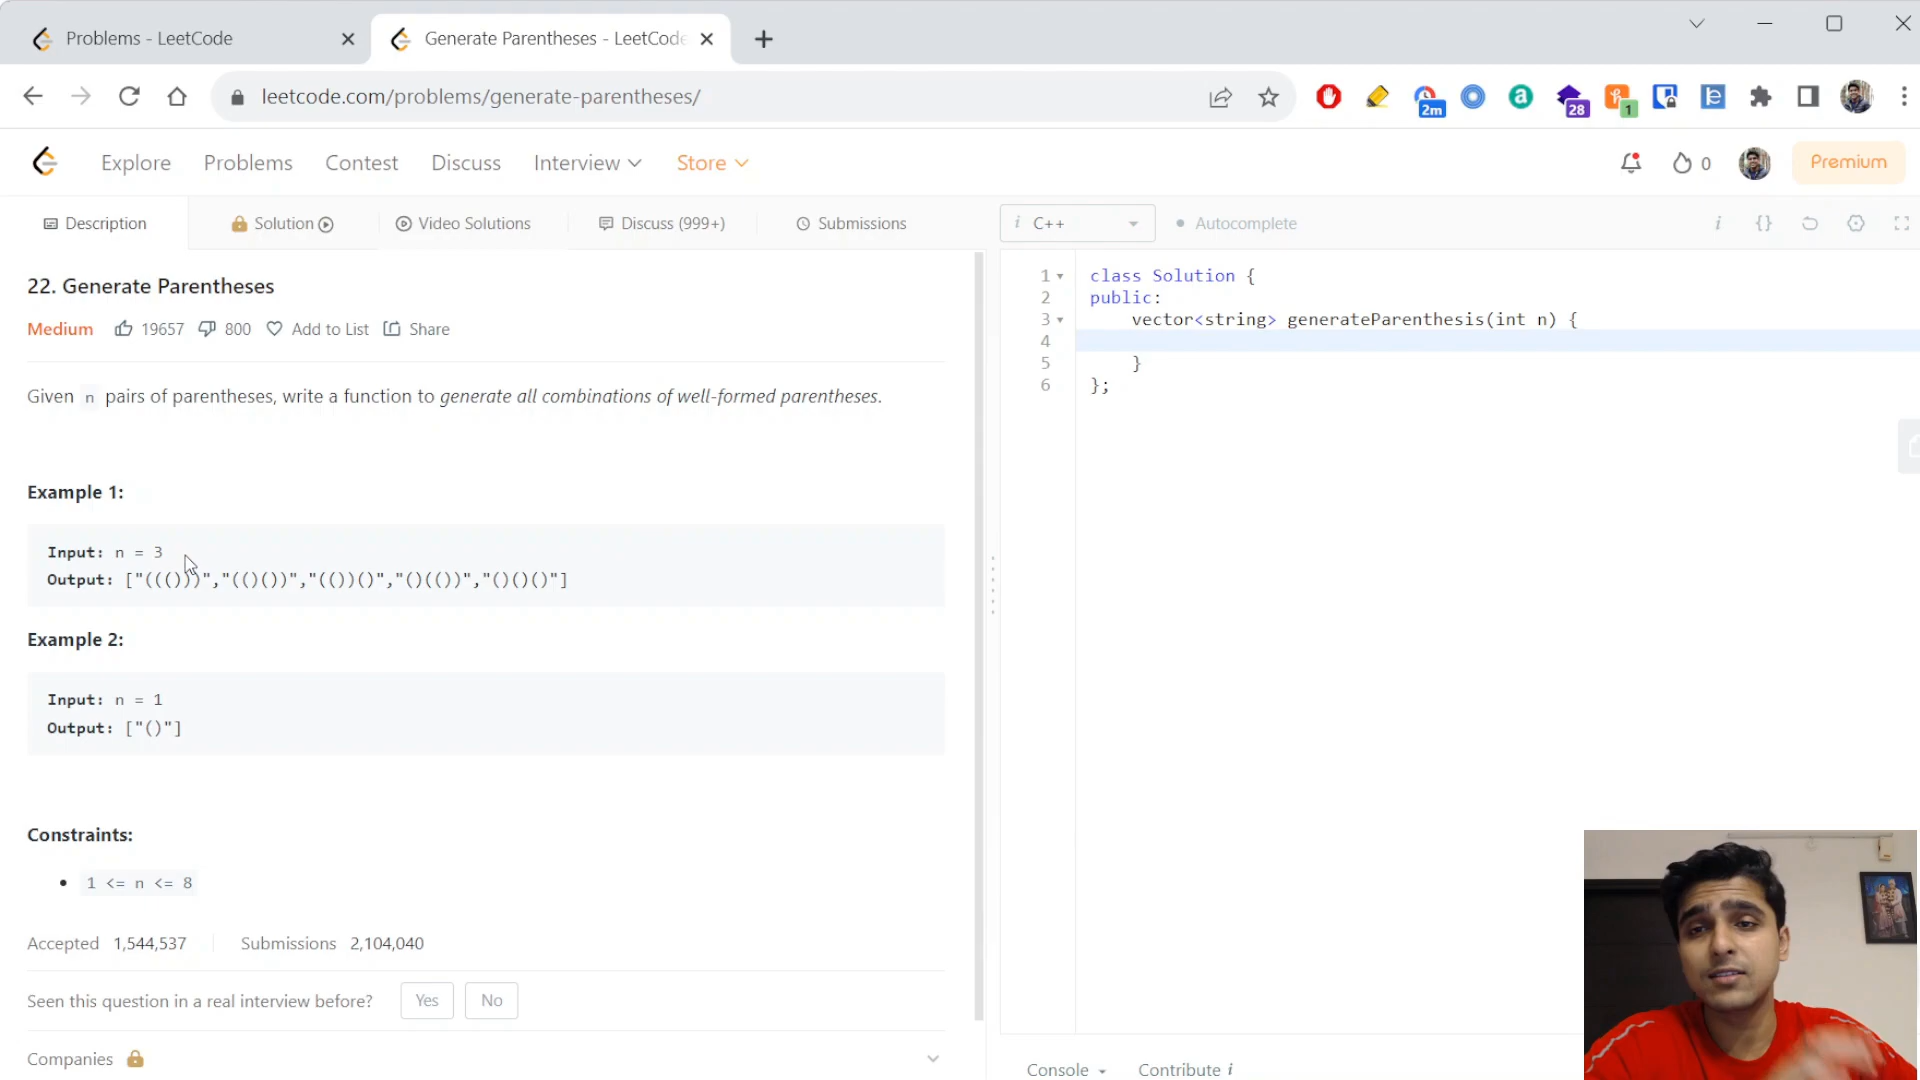 Problems - LeetCode
Generate Parentheses - LeetCode
leetcode.com/problems/generate-parentheses/
2m
28
1
Explore Problems Contest Discuss Interview Store
0
Premium
Description Solution Video Solutions Discuss (999+) Submissions
i C++ Autocomplete
i {}
22. Generate Parentheses
Medium 19657 800 Add to List Share
Given n pairs of parentheses, write a function to generate all combinations of well-formed parentheses.
Example 1:
Input: n = 3
Output: ["((()))","(()())","(())()","()(())","()()()"]
Example 2:
Input: n = 1
Output: ["()"]
Constraints:
• 1 <= n <= 8
Accepted 1,544,537 Submissions 2,104,040
Seen this question in a real interview before? Yes No
Companies
1 class Solution {
2 public:
3 vector<string> generateParenthesis(int n) {
4
5 }
6 };
Console Contribute i